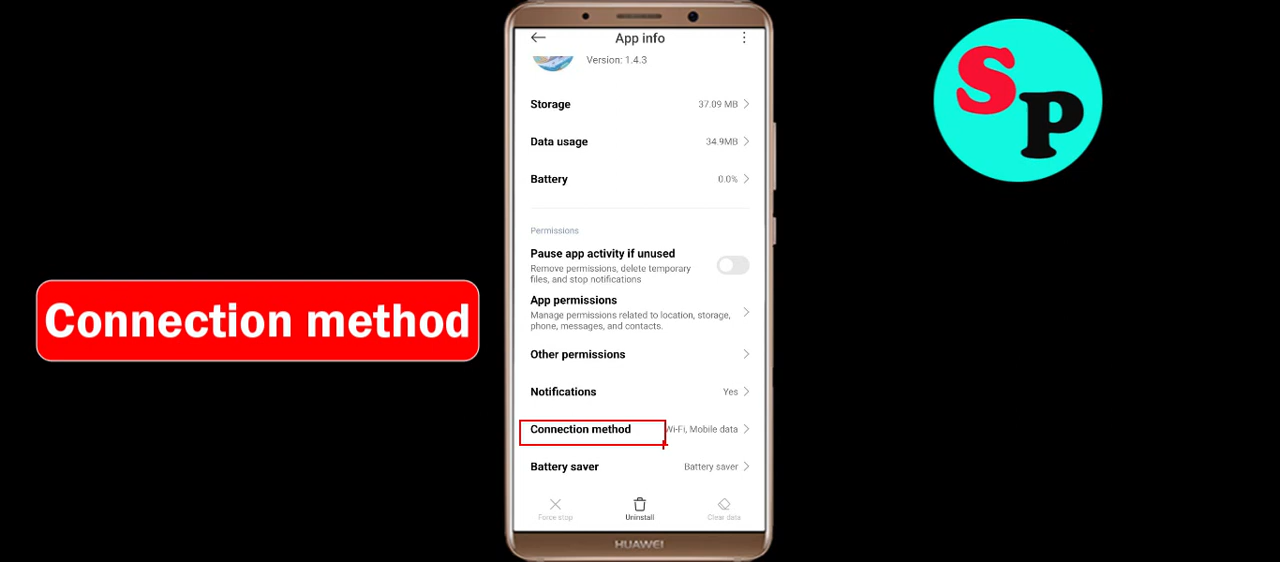 Connection method
App info
Version: 1.4.3
Storage 37.09 MB
Data usage 34.9MB
Battery 0.0%
Permissions
Pause app activity if unused
Remove permissions, delete temporary
files, and stop notifications
App permissions
Manage permissions related to location, storage,
phone, messages, and contacts.
Other permissions
Notifications Yes
Connection method Wi-Fi, Mobile data
Battery saver Battery saver
Force stop Uninstall Clear data
HUAWEI
SP